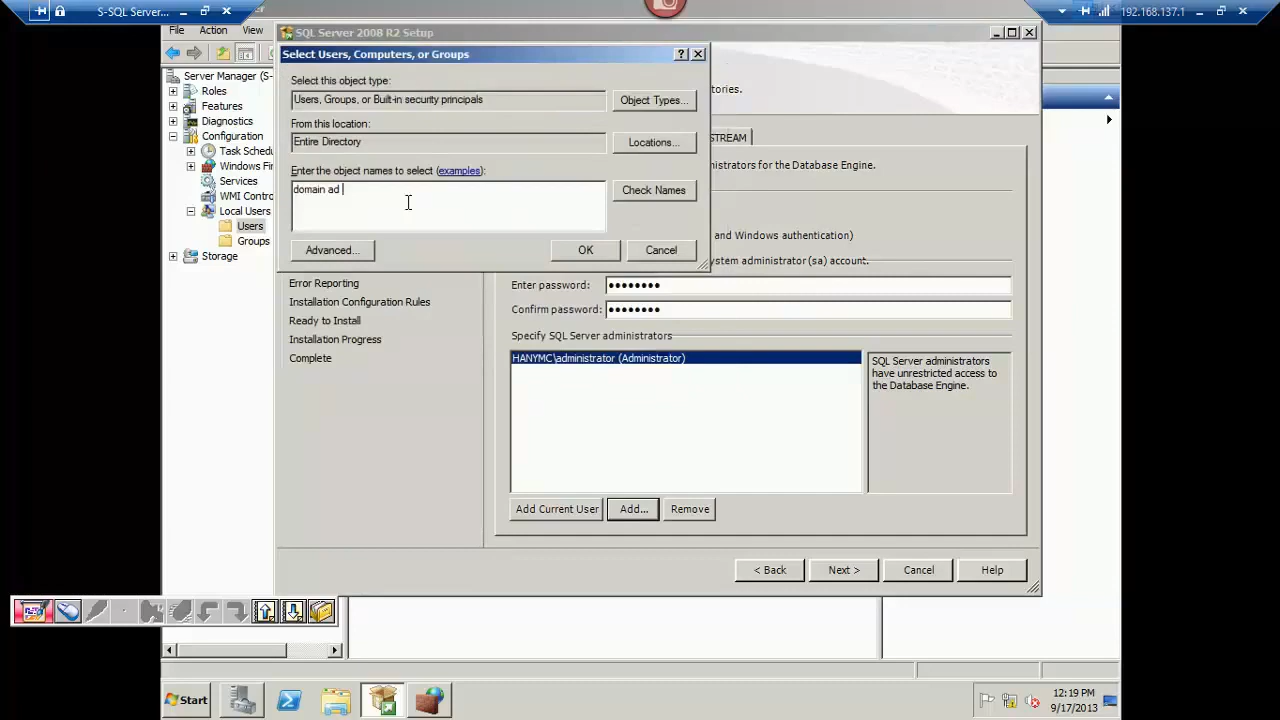 S-SQL Server...
192.168.137.1
File Action View
SQL Server 2008 R2 Setup
Select Users, Computers, or Groups
Select this object type:
Users, Groups, or Built-in security principals
Object Types...
From this location:
Entire Directory
Locations...
Enter the object names to select (examples):
domain ad
Check Names
Advanced...
OK
Cancel
Server Manager (S-
Roles
Features
Diagnostics
Configuration
Task Schedu
Windows Fir
Services
WMI Contro
Local Users
Users
Groups
Storage
tories.
STREAM
ministrators for the Database Engine.
and Windows authentication)
ystem administrator (sa) account.
Error Reporting
Installation Configuration Rules
Ready to Install
Installation Progress
Complete
Enter password:
Confirm password:
Specify SQL Server administrators
HANYMC\administrator (Administrator)
SQL Server administrators
have unrestricted access to
the Database Engine.
Add Current User
Add...
Remove
< Back
Next >
Cancel
Help
Start
12:19 PM
9/17/2013